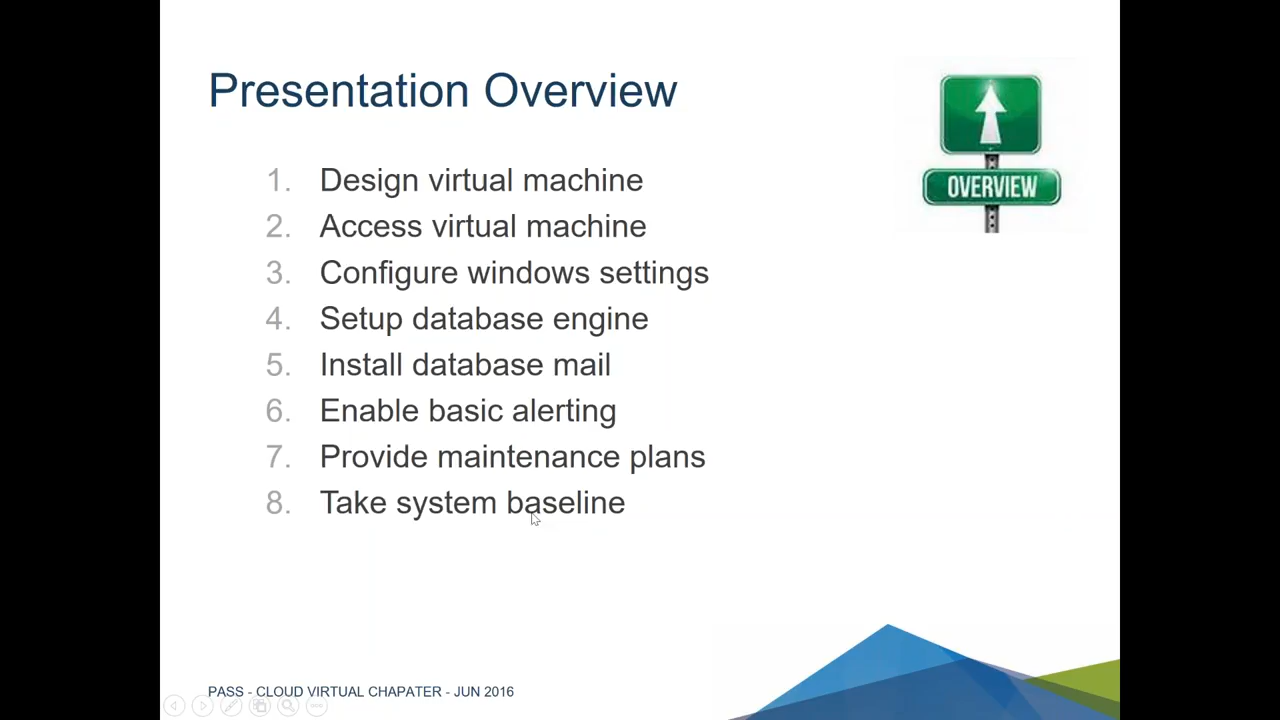 Presentation Overview
OVERVIEW
1. Design virtual machine
2. Access virtual machine
3. Configure windows settings
4. Setup database engine
5. Install database mail
6. Enable basic alerting
7. Provide maintenance plans
8. Take system baseline
PASS - CLOUD VIRTUAL CHAPATER - JUN 2016